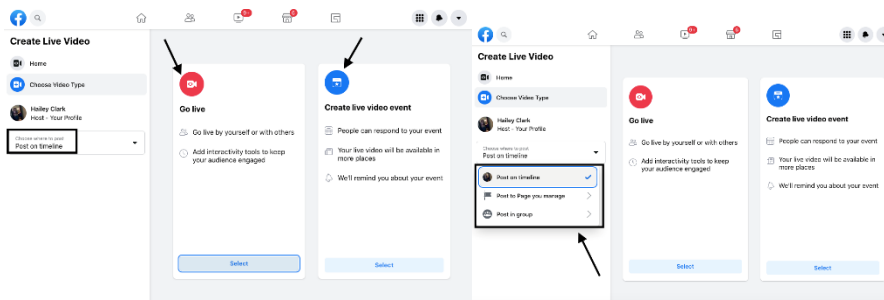 9+
6
Create Live Video
Home
Choose Video Type
Hailey Clark
Host - Your Profile
Choose where to post
Post on timeline
Go live
Go live by yourself or with others
Add interactivity tools to keep
your audience engaged
Select
Create live video event
People can respond to your event
Your live video will be available in
more places
We'll remind you about your event
Select
9+
6
Create Live Video
Home
Choose Video Type
Hailey Clark
Host - Your Profile
Choose where to post
Post on timeline
Post on timeline
Post to Page you manage
Post in group
Go live
Go live by yourself or with others
Add interactivity tools to keep
your audience engaged
Select
Create live video event
People can respond to your event
Your live video will be available in
more places
We'll remind you about your event
Select